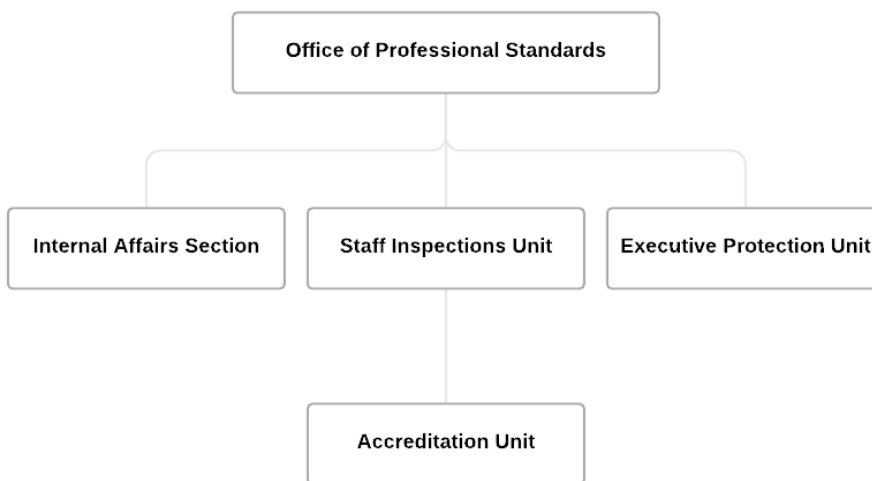 Office of Professional Standards
Internal Affairs Section
Staff Inspections Unit
Executive Protection Unit
Accreditation Unit